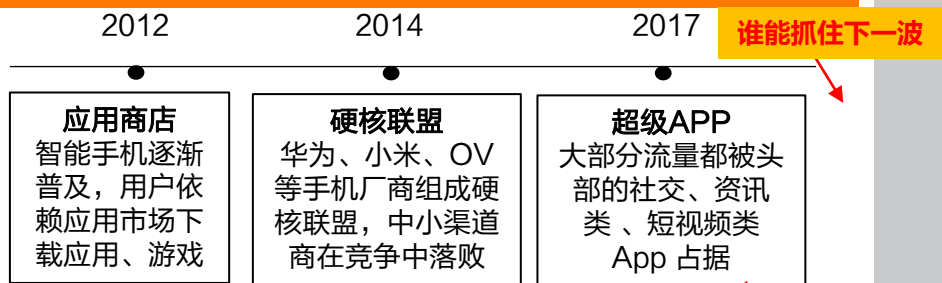 2012
2014
2017
谁能抓住下一波
应用商店
智能手机逐渐
普及，用户依
赖应用市场下
载应用、游戏
硬核联盟
华为、小米、OV
等手机厂商组成硬
核联盟，中小渠道
商在竞争中落败
超级APP
大部分流量都被头
部的社交、资讯
类 、短视频类
App 占据